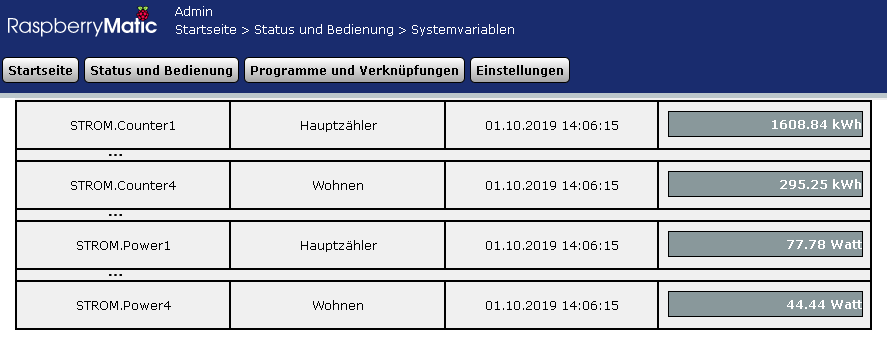 Admin
RaspberryMatic
Startseite > Status und Bedienung > Systemvariablen
Startseite Status und Bedienung Programme und Verknüpfungen Einstellungen
STROM.Counter1 Hauptzähler 01.10.2019 14:06:15 1608.84 kWh
...
STROM.Counter4 Wohnen 01.10.2019 14:06:15 295.25 kWh
...
STROM.Power1 Hauptzähler 01.10.2019 14:06:15 77.78 Watt
...
STROM.Power4 Wohnen 01.10.2019 14:06:15 44.44 Watt